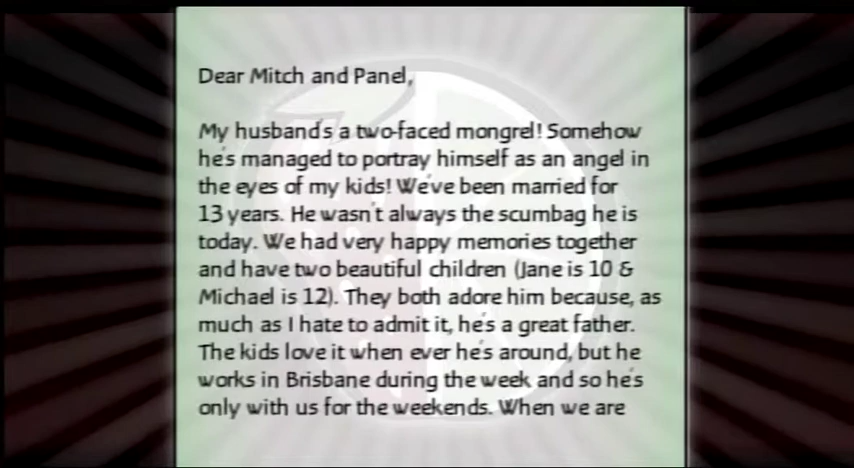 Dear Mitch and Panel,
My husband's a two-faced mongrel! Somehow
he's managed to portray himself as an angel in
the eyes of my kids! We've been married for
13 years. He wasn't always the scumbag he is
today. We had very happy memories together
and have two beautiful children (Jane is 10 &
Michael is 12). They both adore him because, as
much as I hate to admit it, he's a great father.
The kids love it when ever he's around, but he
works in Brisbane during the week and so he's
only with us for the weekends. When we are